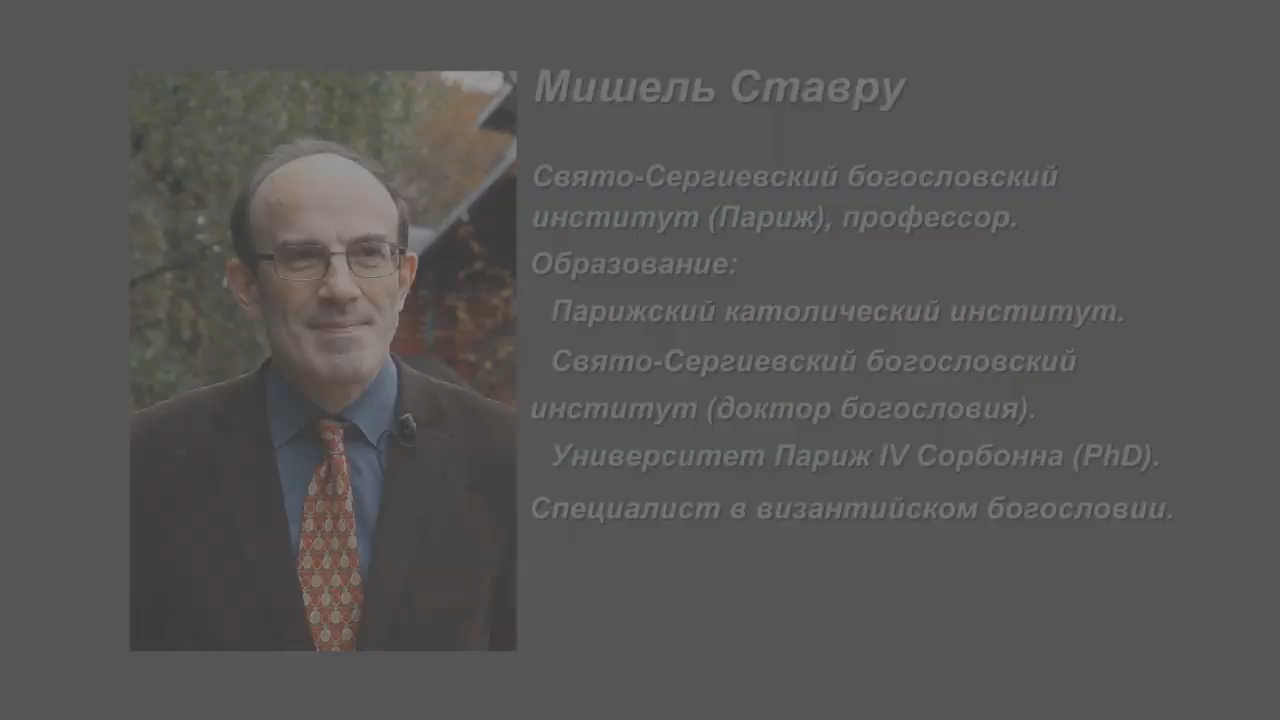 Мишель Ставру
Свято-Сергиевский богословский
институт (Париж), профессор.
Образование:
Парижский католический институт.
Свято-Сергиевский богословский
институт (доктор богословия).
Университет Париж IV Сорбонна (PhD).
Специалист в византийском богословии.